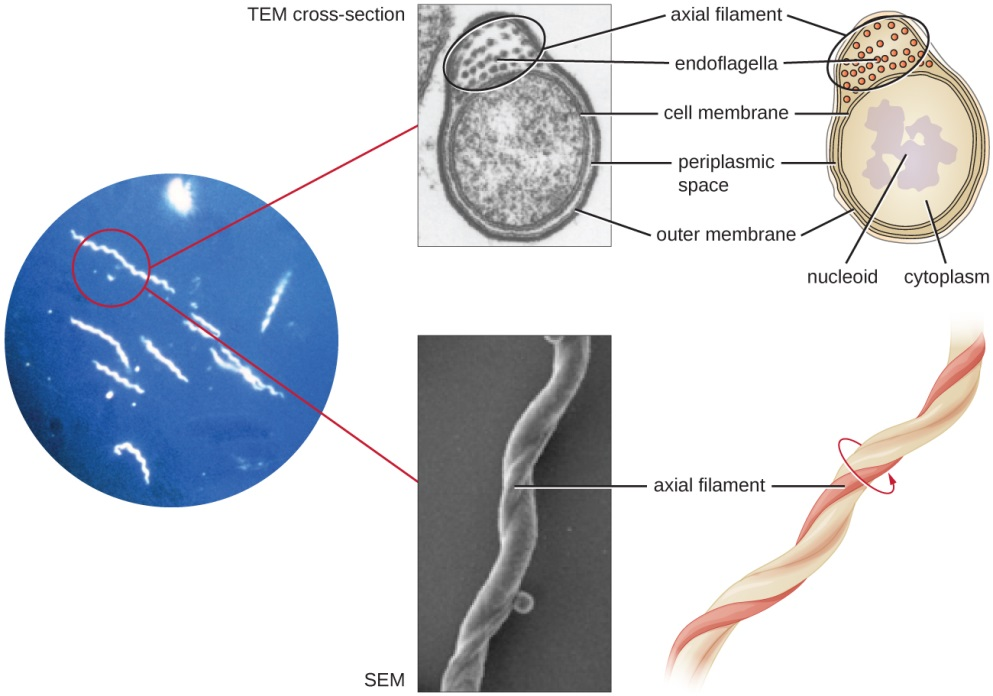 TEM cross-section
axial filament
endoflagella
cell membrane
periplasmic
space
outer membrane
nucleoid
cytoplasm
axial filament
SEM